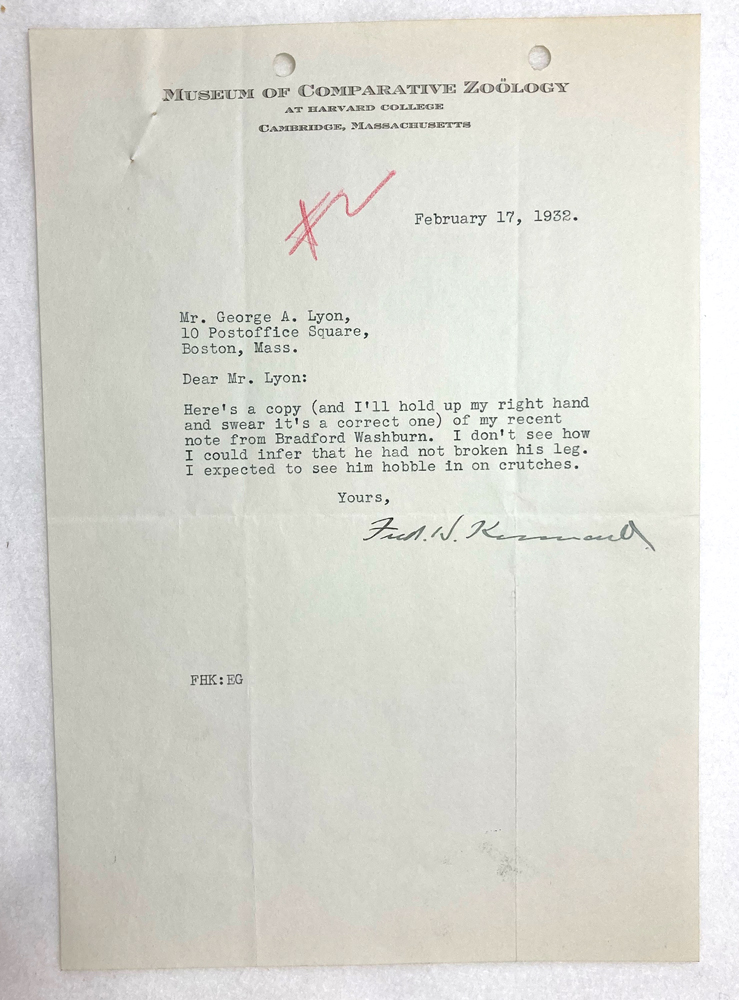 MUSEUM OF COMPARATIVE ZOÖLOGY
AT HARVARD COLLEGE
CAMBRIDGE, MASSACHUSETTS
#2
February 17, 1932.
Mr. George A. Lyon,
10 Postoffice Square,
Boston, Mass.
Dear Mr. Lyon:
Here's a copy (and I'll hold up my right hand
and swear it's a correct one) of my recent
note from Bradford Washburn.  I don't see how
I could infer that he had not broken his leg.
I expected to see him hobble in on crutches.
Yours,
Fred. H. Kennard.
FHK:EG